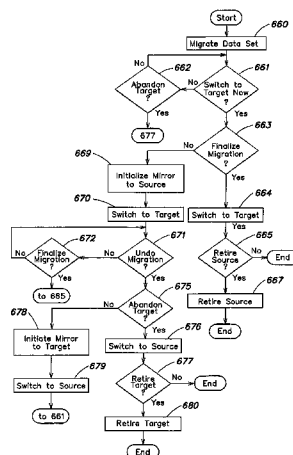 Start
660
Migrate Data Set
662
661
No
Abandon
Target
?
No
Switch to
Target Now
?
Yes
Yes
677
663
669
No
Finalize
Migration
?
Initialize Mirror
to Source
Yes
670
664
Switch to Target
Switch to Target
672
671
Yes
665
Finalize
Migration
?
No
No
Undo
Migration
?
Retire
Source
?
No
End
Yes
Yes
Yes
667
to 665
675
Retire Source
678
No
Abandon
Target
?
End
Yes
676
Initiate Mirror
to Target
Switch to Source
679
677
Switch to Source
Retire
Target
?
No
End
Yes
680
to 661
Retire Target
End